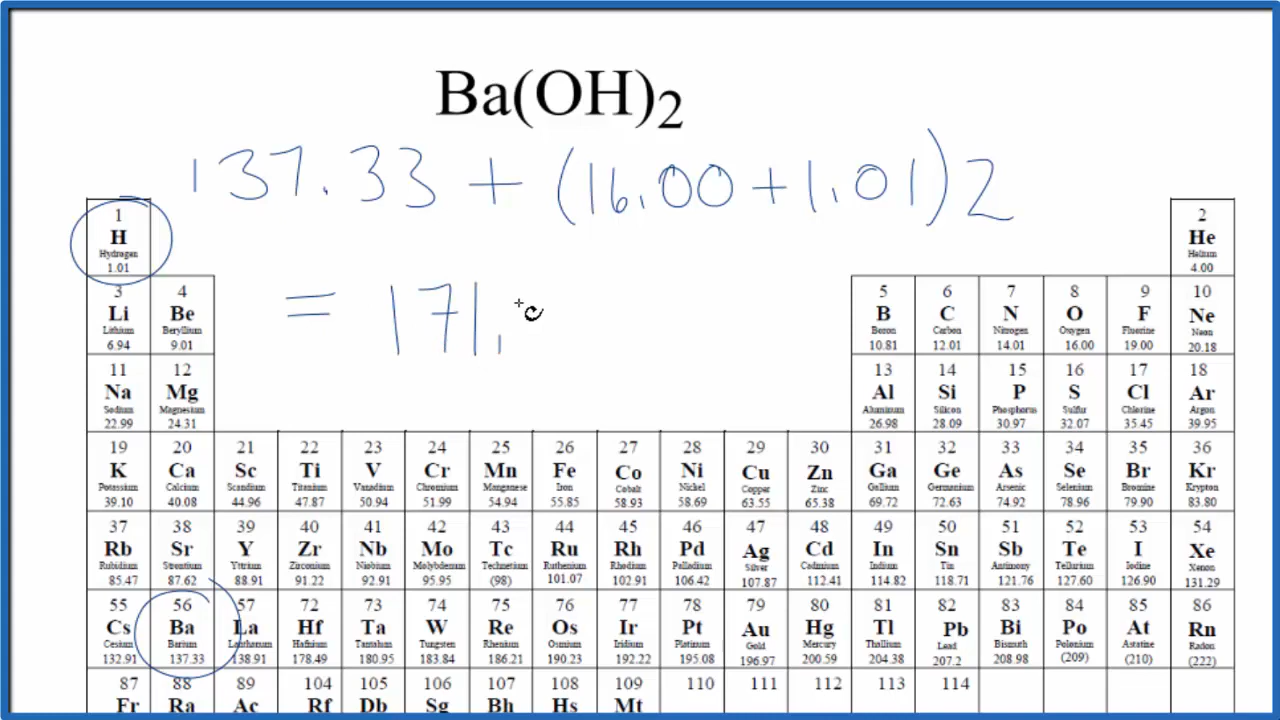 Ba(OH)₂
137.33 + (16.00 + 1.01) 2
= 171.
1 2
H He
Hydrogen Helium
1.01 4.00
3 4 5 6 7 8 9 10
Li Be B C N O F Ne
Lithium Beryllium Boron Carbon Nitrogen Oxygen Fluorine Neon
6.94 9.01 10.81 12.01 14.01 16.00 19.00 20.18
11 12 13 14 15 16 17 18
Na Mg Al Si P S Cl Ar
Sodium Magnesium Aluminum Silicon Phosphorus Sulfur Chlorine Argon
22.99 24.31 26.98 28.09 30.97 32.07 35.45 39.95
19 20 21 22 23 24 25 26 27 28 29 30 31 32 33 34 35 36
K Ca Sc Ti V Cr Mn Fe Co Ni Cu Zn Ga Ge As Se Br Kr
Potassium Calcium Scandium Titanium Vanadium Chromium Manganese Iron Cobalt Nickel Copper Zinc Gallium Germanium Arsenic Selenium Bromine Krypton
39.10 40.08 44.96 47.87 50.94 51.99 54.94 55.85 58.93 58.69 63.55 65.38 69.72 72.63 74.92 78.96 79.90 83.80
37 38 39 40 41 42 43 44 45 46 47 48 49 50 51 52 53 54
Rb Sr Y Zr Nb Mo Tc Ru Rh Pd Ag Cd In Sn Sb Te I Xe
Rubidium Strontium Yttrium Zirconium Niobium Molybdenum Technetium Ruthenium Rhodium Palladium Silver Cadmium Indium Tin Antimony Tellurium Iodine Xenon
85.47 87.62 88.91 91.22 92.91 95.95 (98) 101.07 102.91 106.42 107.87 112.41 114.82 118.71 121.76 127.60 126.90 131.29
55 56 57 72 73 74 75 76 77 78 79 80 81 82 83 84 85 86
Cs Ba La Hf Ta W Re Os Ir Pt Au Hg Tl Pb Bi Po At Rn
Cesium Barium Lanthanum Hafnium Tantalum Tungsten Rhenium Osmium Iridium Platinum Gold Mercury Thallium Lead Bismuth Polonium Astatine Radon
132.91 137.33 138.91 178.49 180.95 183.84 186.21 190.23 192.22 195.08 196.97 200.59 204.38 207.2 208.98 (209) (210) (222)
87 88 89 104 105 106 107 108 109 110 111 112 113 114
Fr Ra Ac Rf Db Sg Bh Hs Mt